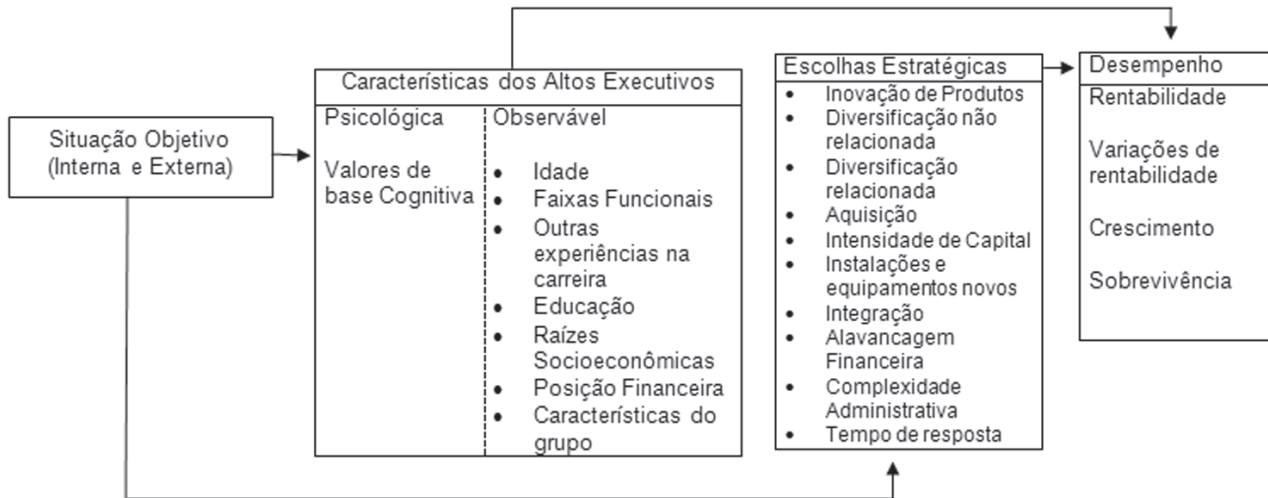 Situação Objetivo
(Interna e Externa)
Característícas dos Altos Executivos
Psicológica
Valores de
base Cognitiva
Observável
• Idade
• Faixas Funcionais
• Outras
experiências na
carreira
• Educação
• Raízes
Socioeconômicas
• Posição Financeira
• Característícas do
grupo
Escolhas Estratégicas
• Inovação de Produtos
• Diversificação não
relacionada
• Diversificação
relacionada
• Aquisição
• Intensidade de Capital
• Instalações e
equipamentos novos
• Integração
• Alavancagem
Financeira
• Complexidade
Administrativa
• Tempo de resposta
Desempenho
Rentabilidade
Variações de
rentabilidade
Crescimento
Sobrevivência